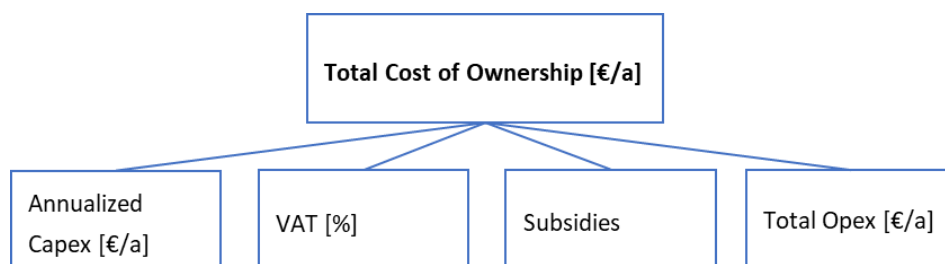 Total Cost of Ownership [€/a]
Annualized
Capex [€/a]
VAT [%]
Subsidies
Total Opex [€/a]